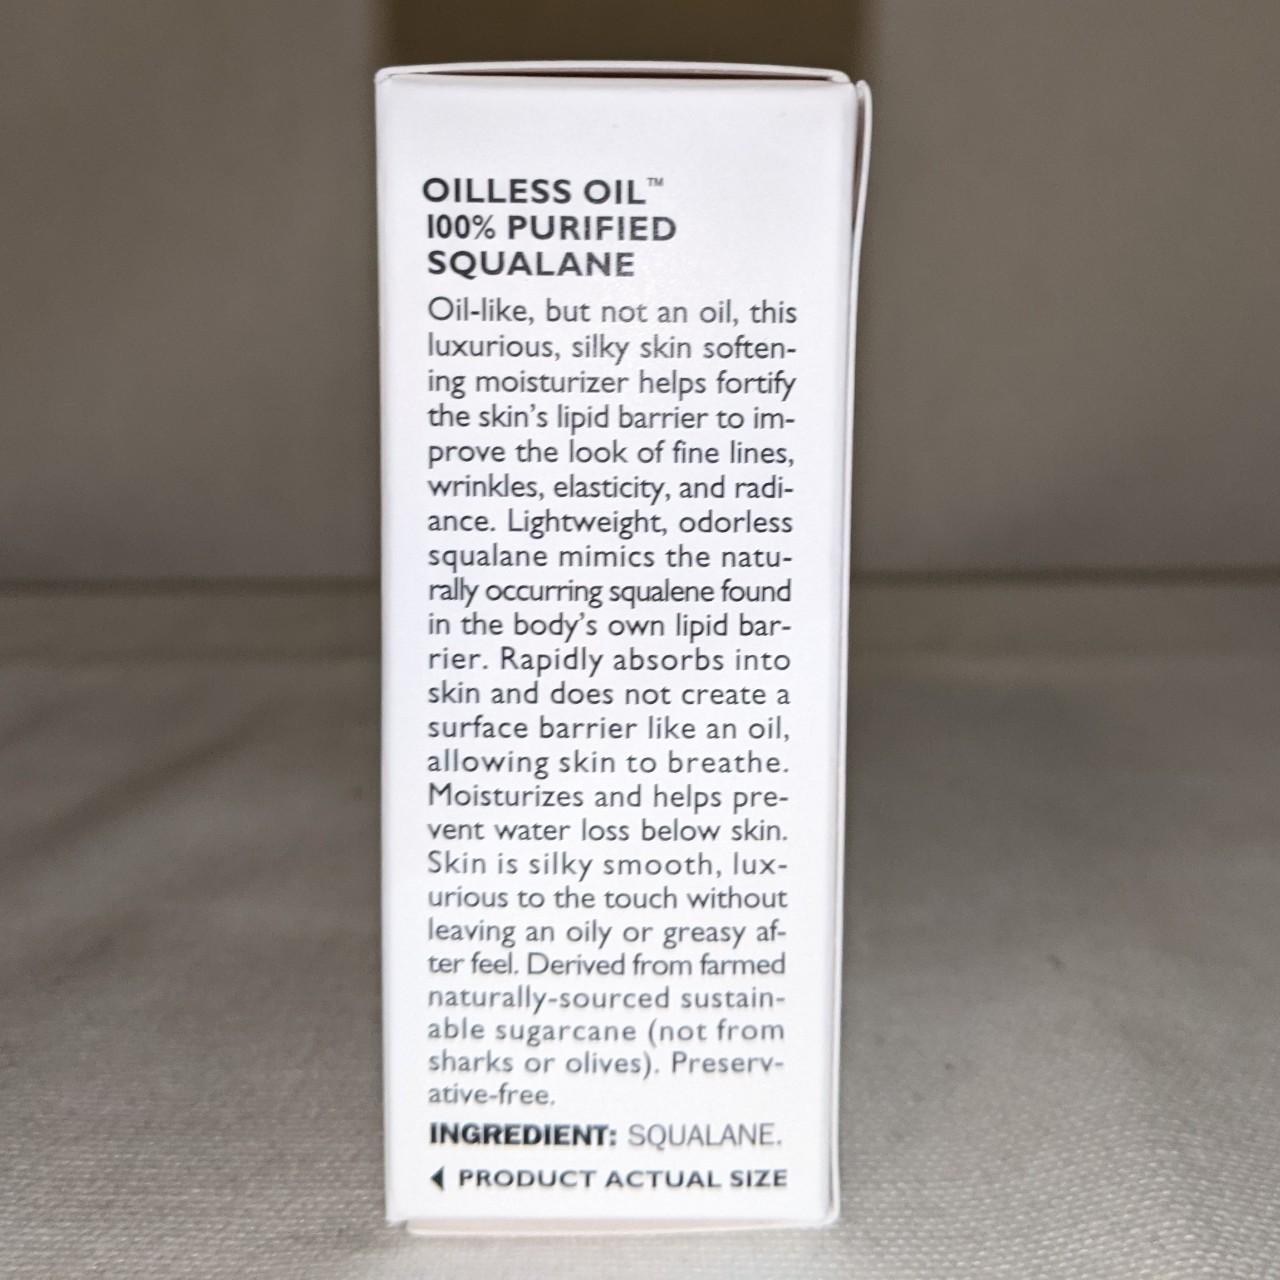 OILLESS OIL™
100% PURIFIED
SQUALANE
Oil-like, but not an oil, this
luxurious, silky skin soften-
ing moisturizer helps fortify
the skin's lipid barrier to im-
prove the look of fine lines,
wrinkles, elasticity, and radi-
ance. Lightweight, odorless
squalane mimics the natu-
rally occurring squalene found
in the body's own lipid bar-
rier. Rapidly absorbs into
skin and does not create a
surface barrier like an oil,
allowing skin to breathe.
Moisturizes and helps pre-
vent water loss below skin.
Skin is silky smooth, lux-
urious to the touch without
leaving an oily or greasy af-
ter feel. Derived from farmed
naturally-sourced sustain-
able sugarcane (not from
sharks or olives). Preserv-
ative-free.
INGREDIENT: SQUALANE.
◀ PRODUCT ACTUAL SIZE